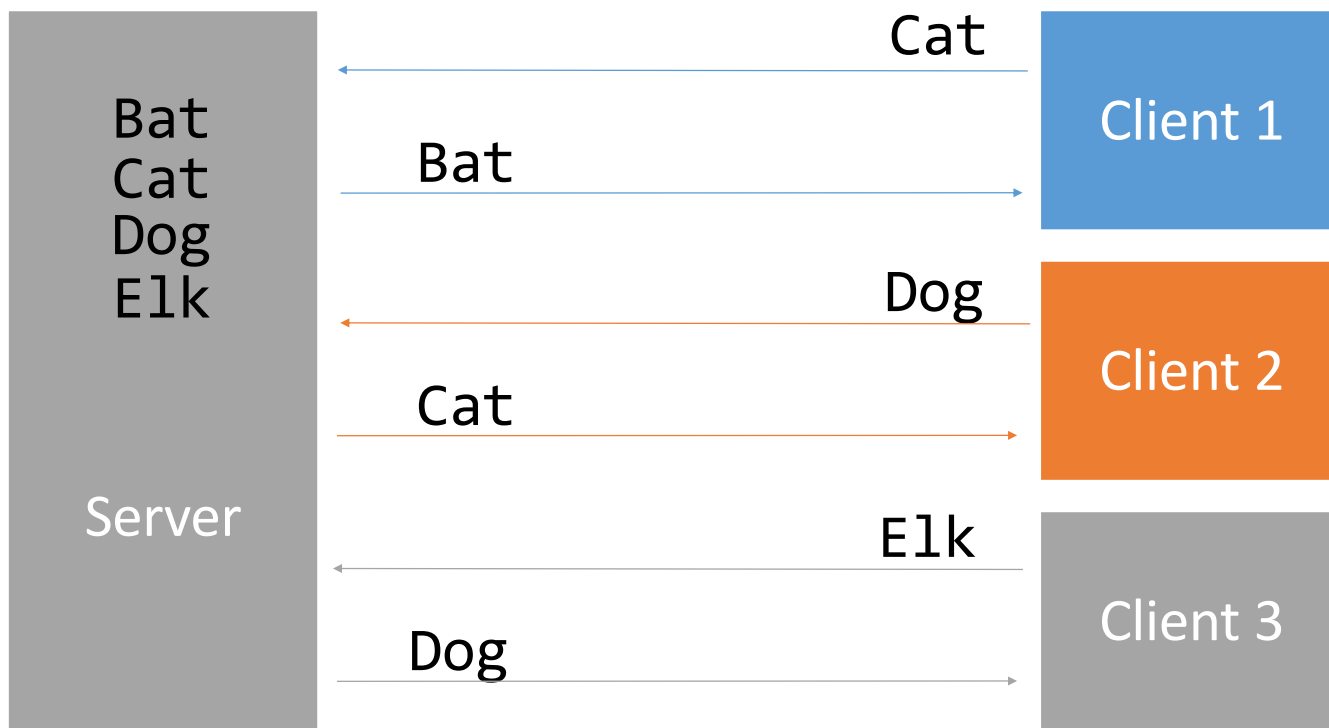 Bat
Cat
Dog
Elk
Server
Cat
Bat
Client 1
Dog
Cat
Client 2
Elk
Dog
Client 3